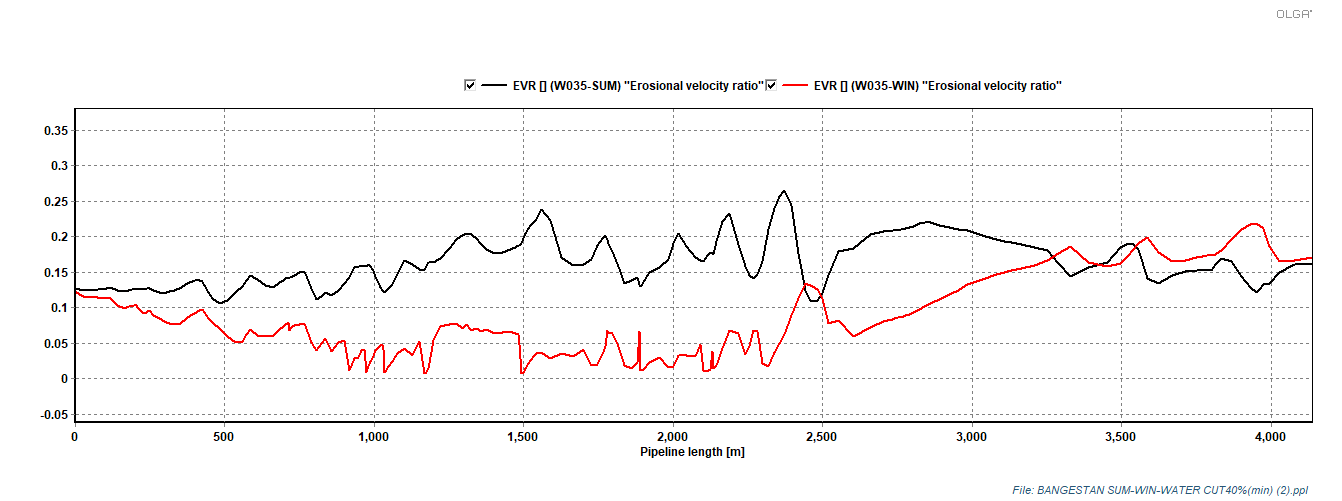 OLGA
EVR [] (W035-SUM) "Erosional velocity ratio" EVR [] (W035-WIN) "Erosional velocity ratio"
0.35
0.3
0.25
0.2
0.15
0.1
0.05
0
-0.05
0 500 1,000 1,500 2,000 2,500 3,000 3,500 4,000
Pipeline length [m]
File: BANGESTAN SUM-WIN-WATER CUT40%(min) (2).ppl